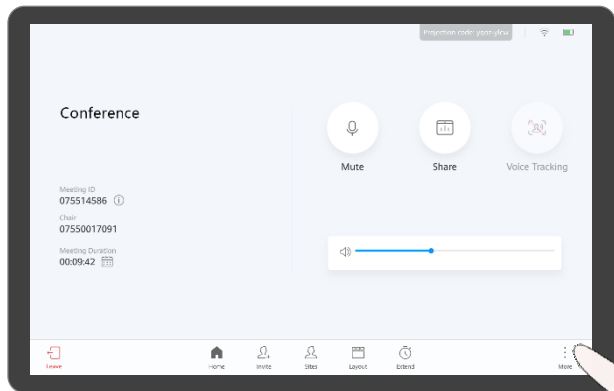 Projection code:
Conference
Mute
Share
Voice Tracking
Meeting ID
075514586
Chair
07550017091
Meeting Duration
00:09:42
Leave
Home
Invite
Sites
Layout
Extend
More